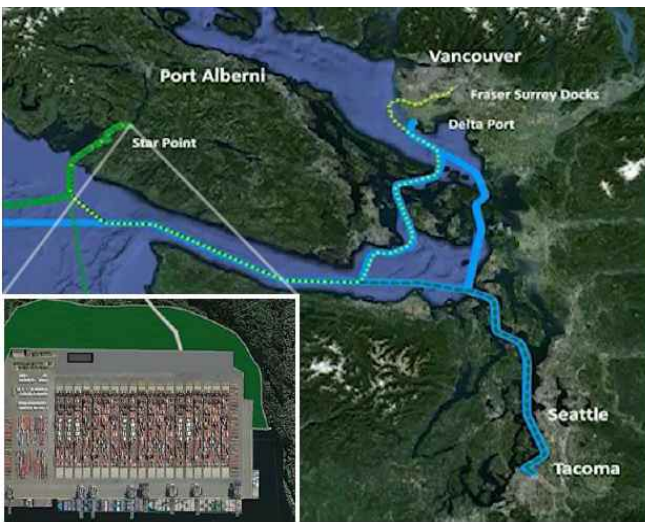 Vancouver
Port Alberni
Fraser Surrey Docks
Delta Port
Star Point
Seattle
Tacoma